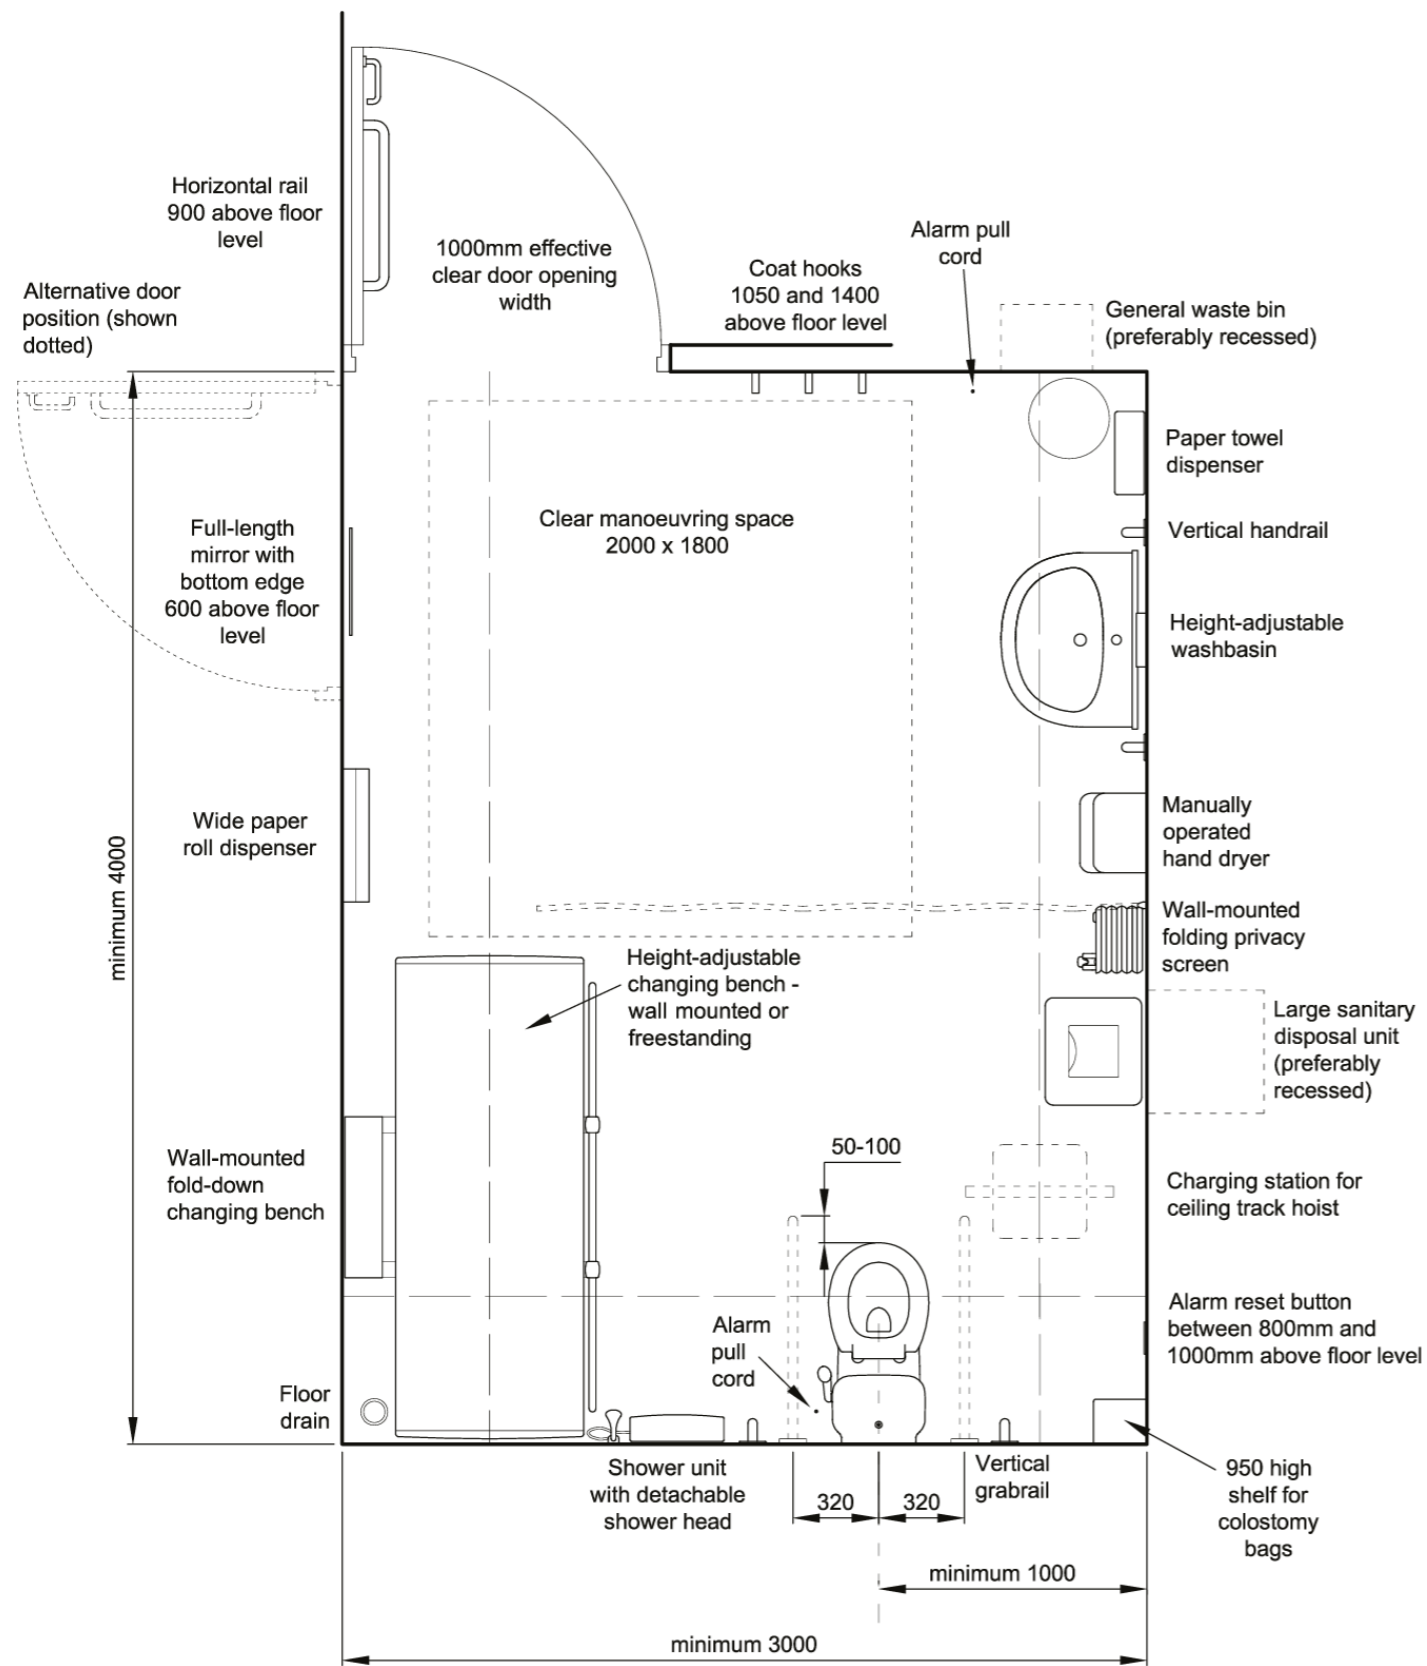 Horizontal rail
900 above floor
level
1000mm effective
clear door opening
width
Alarm pull
cord
Coat hooks
1050 and 1400
above floor level
Alternative door
position (shown
dotted)
General waste bin
(preferably recessed)
Paper towel
dispenser
Clear manoeuvring space
2000 x 1800
Vertical handrail
Full-length
mirror with
bottom edge
600 above floor
level
Height-adjustable
washbasin
Wide paper
roll dispenser
Manually
operated
hand dryer
minimum 4000
Wall-mounted
folding privacy
screen
Height-adjustable
changing bench -
wall mounted or
freestanding
Large sanitary
disposal unit
(preferably
recessed)
50-100
Wall-mounted
fold-down
changing bench
Charging station for
ceiling track hoist
Alarm reset button
between 800mm and
1000mm above floor level
Alarm
pull
cord
Floor
drain
Shower unit
with detachable
shower head
320
320
Vertical
grabrail
950 high
shelf for
colostomy
bags
minimum 1000
minimum 3000